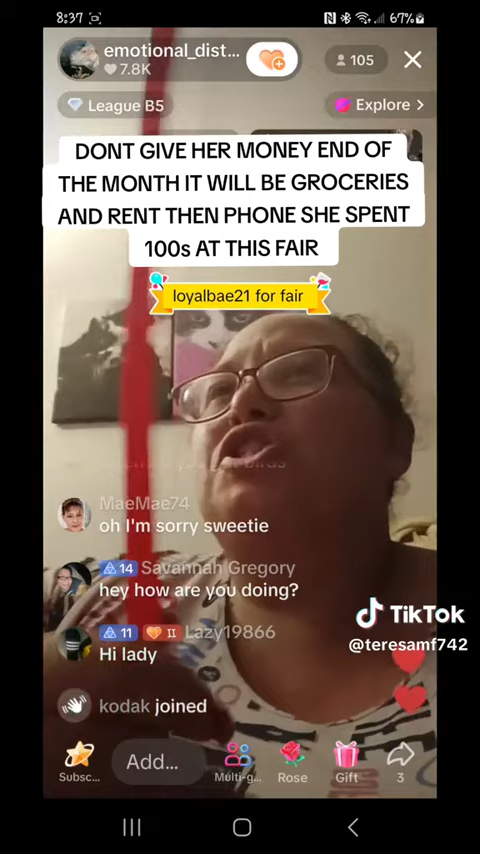 8:37
67%
emotional_dist...
7.8K
105
League B5
Explore >
DONT GIVE HER MONEY END OF
THE MONTH IT WILL BE GROCERIES
AND RENT THEN PHONE SHE SPENT
100s AT THIS FAIR
loyalbae21 for fair
MaeMae74
oh I'm sorry sweetie
14 Savannah Gregory
hey how are you doing?
11 II Lazy19866
Hi lady
kodak joined
TikTok
@teresamf742
Subsc...
Add...
Multi-g...
Rose
Gift
3